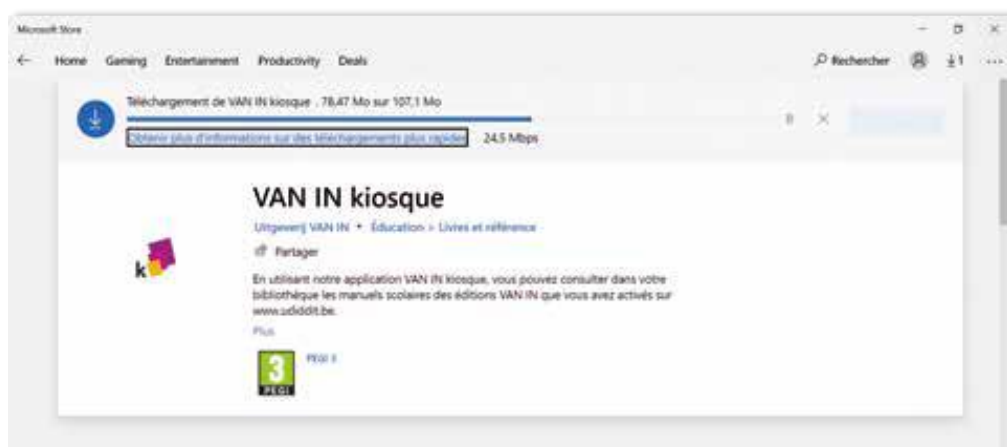 Microsoft Store
Home Gaming Entertainment Productivity Deals Rechercher 1
Téléchargement de VAN IN kiosque . 78,47 Mo sur 107,1 Mo
Obtenir plus d'informations sur des téléchargements plus rapides 24,5 Mbps
VAN IN kiosque
Uitgeverij VAN IN • Éducation > Livres et référence
Partager
En utilisant notre application VAN IN kiosque, vous pouvez consulter dans votre
bibliothèque les manuels scolaires des éditions VAN IN que vous avez activés sur
www.udiddit.be.
Plus
k
3 PEGI 3
PEGI